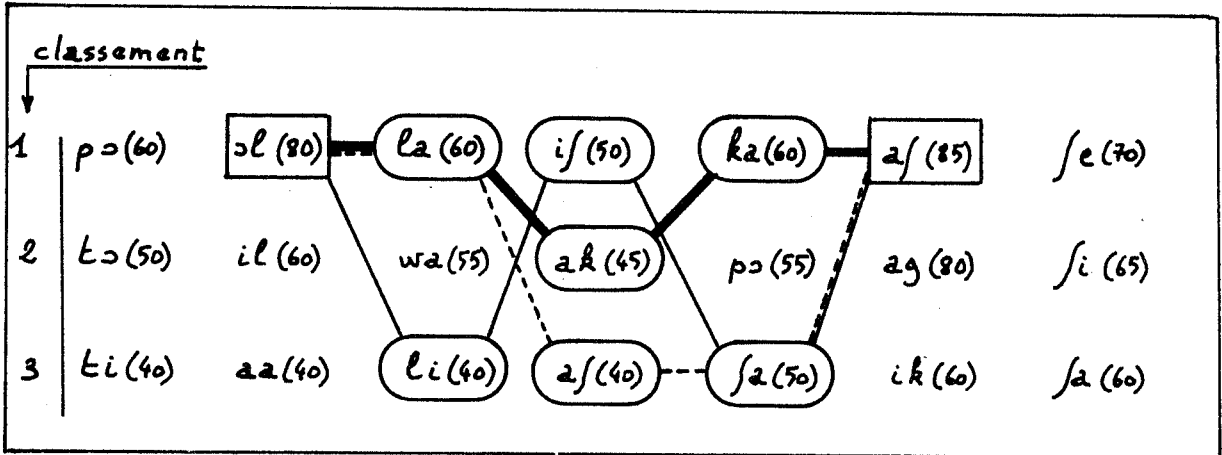 classement
1 pɔ(60) ɔl(80) la(60) iʃ(50) ka(60) aʃ(85) ʃe(70)
2 tɔ(50) il(60) wa(55) ak(45) pɔ(55) ag(80) ʃi(65)
3 ti(40) aa(40) li(40) aʃ(40) ʃa(50) ik(60) ʃa(60)